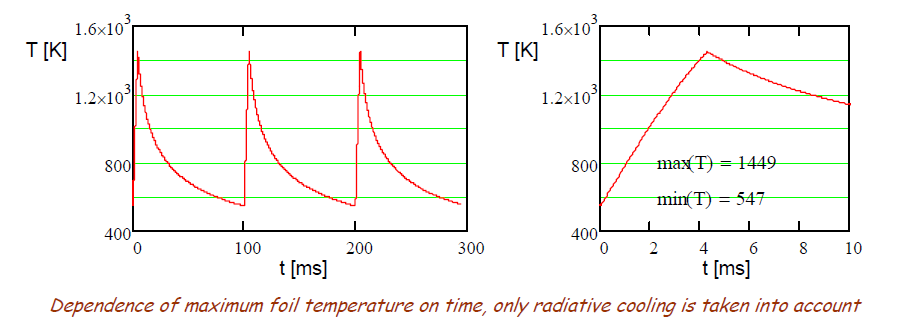 T [K]
1.6×10³
1.2×10³
800
400
0
100
200
300
t [ms]
T [K]
1.6×10³
1.2×10³
800
400
max(T) = 1449
min(T) = 547
0
2
4
6
8
10
t [ms]
Dependence of maximum foil temperature on time, only radiative cooling is taken into account